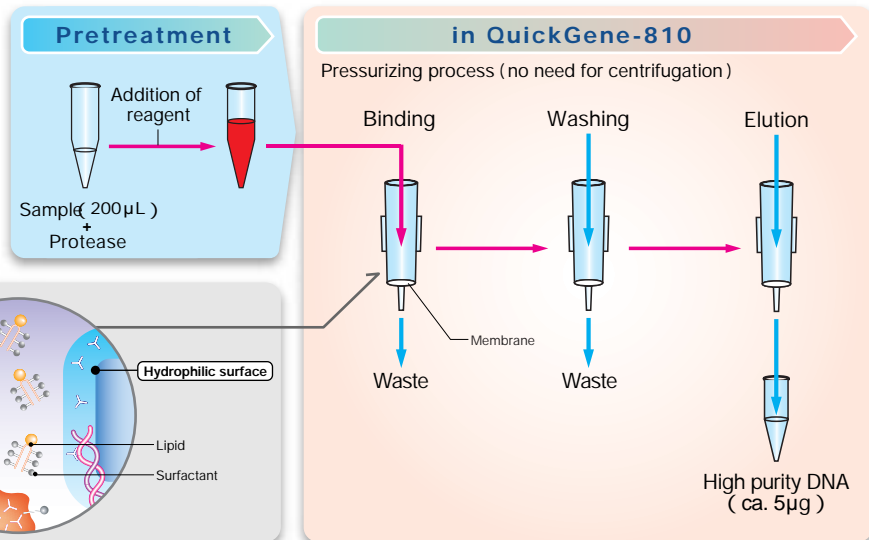 Pretreatment
Addition of
reagent
Sample( 200µL )
+
Protease
in QuickGene-810
Pressurizing process ( no need for centrifugation )
Binding
Washing
Elution
Membrane
Waste
Waste
High purity DNA
( ca. 5µg )
Hydrophilic surface
Lipid
Surfactant